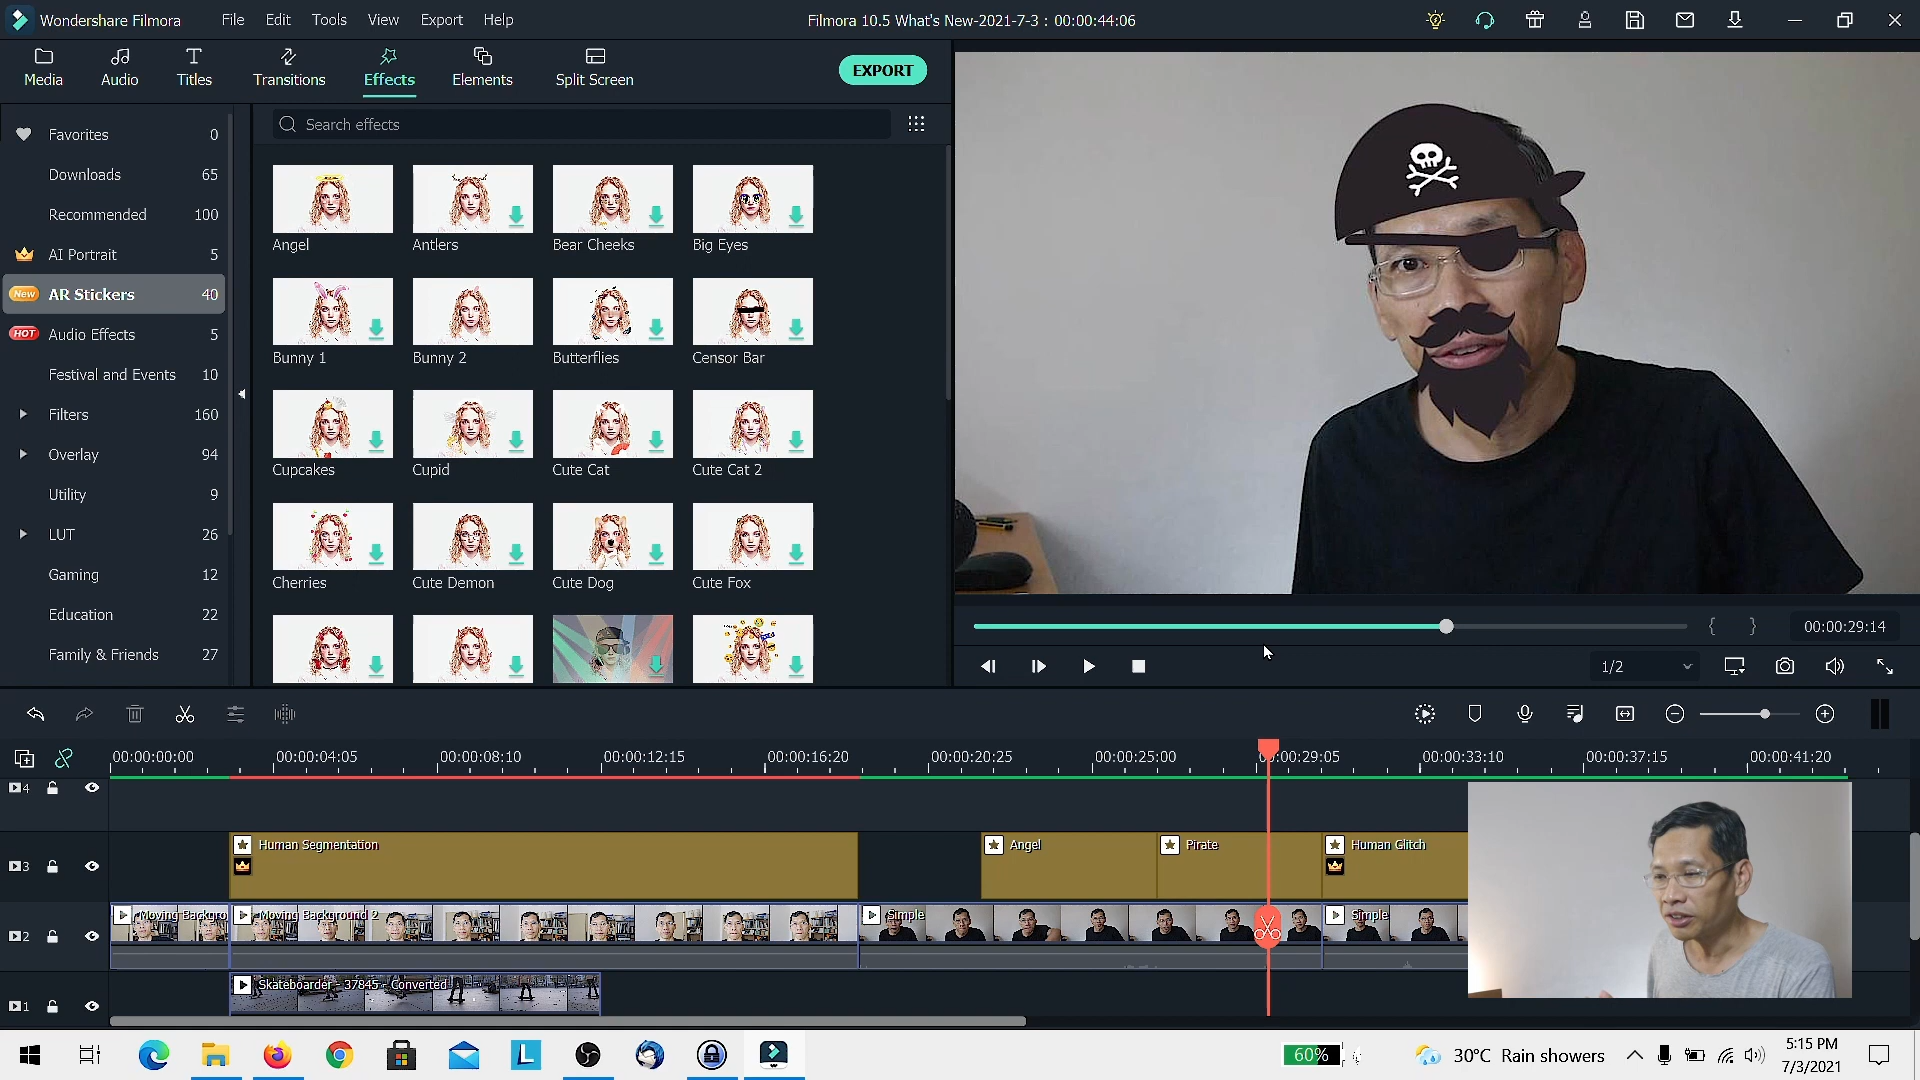 Wondershare Filmora File Edit Tools View Export Help Filmora 10.5 What's New-2021-7-3 : 00:00:44:06
Media Audio Titles Transitions Effects Elements Split Screen EXPORT
Search effects
Favorites 0
Downloads 65
Recommended 100
AI Portrait 5
New AR Stickers 40
HOT Audio Effects 5
Festival and Events 10
Filters 160
Overlay 94
Utility 9
LUT 26
Gaming 12
Education 22
Family & Friends 27
Angel Antlers Bear Cheeks Big Eyes
Bunny 1 Bunny 2 Butterflies Censor Bar
Cupcakes Cupid Cute Cat Cute Cat 2
Cherries Cute Demon Cute Dog Cute Fox
{ } 00:00:29:14
1/2
00:00:00:00 00:00:04:05 00:00:08:10 00:00:12:15 00:00:16:20 00:00:20:25 00:00:25:00 00:00:29:05 00:00:33:10 00:00:37:15 00:00:41:20
4
3 Human Segmentation Angel Pirate Human Glitch
2 Moving Backgro Moving Background 2 Simple Simple
1 Skateboarder - 37845 - Converted
60% 30°C Rain showers 5:15 PM
7/3/2021